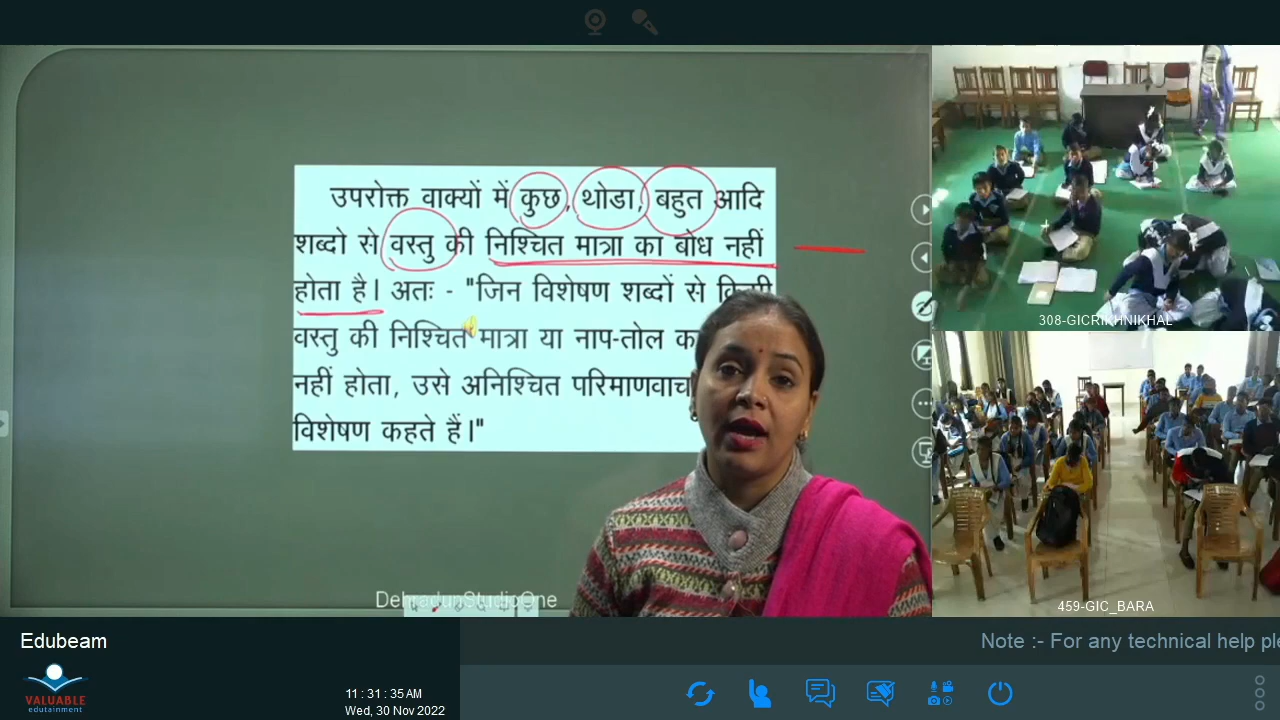 उपरोक्त वाक्यों में कुछ, थोडा, बहुत आदि
शब्दो से वस्तु की निश्चित मात्रा का बोध नहीं
होता है। अतः - "जिन विशेषण शब्दों से किसी
वस्तु की निश्चित मात्रा या नाप-तोल क
नहीं होता, उसे अनिश्चित परिमाणवाच
विशेषण कहते हैं।"
DehradunStudioOne
308-GICRIKHNIKHAL
459-GIC_BARA
Edubeam
VALUABLE
edutainment
11 : 31 : 35 AM
Wed, 30 Nov 2022
Note :- For any technical help ple